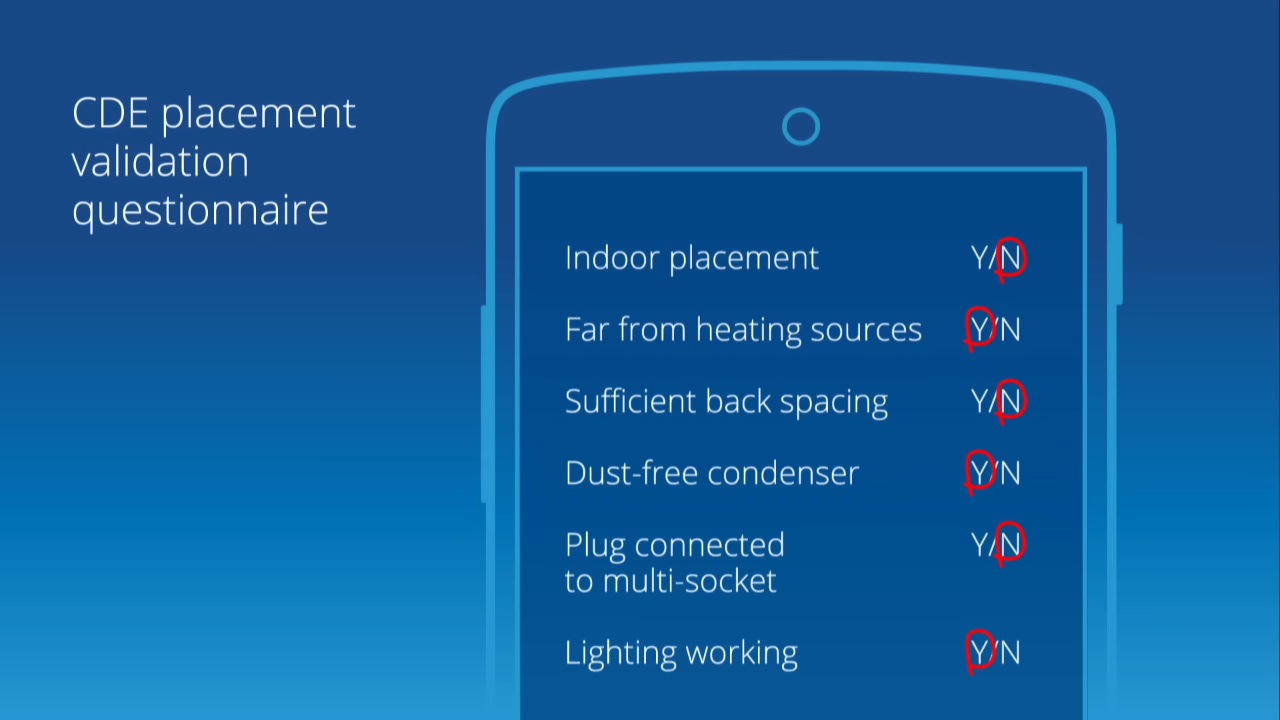 CDE placement
validation
questionnaire
Indoor placement Y/N
Far from heating sources Y/N
Sufficient back spacing Y/N
Dust-free condenser Y/N
Plug connected Y/N
to multi-socket
Lighting working Y/N